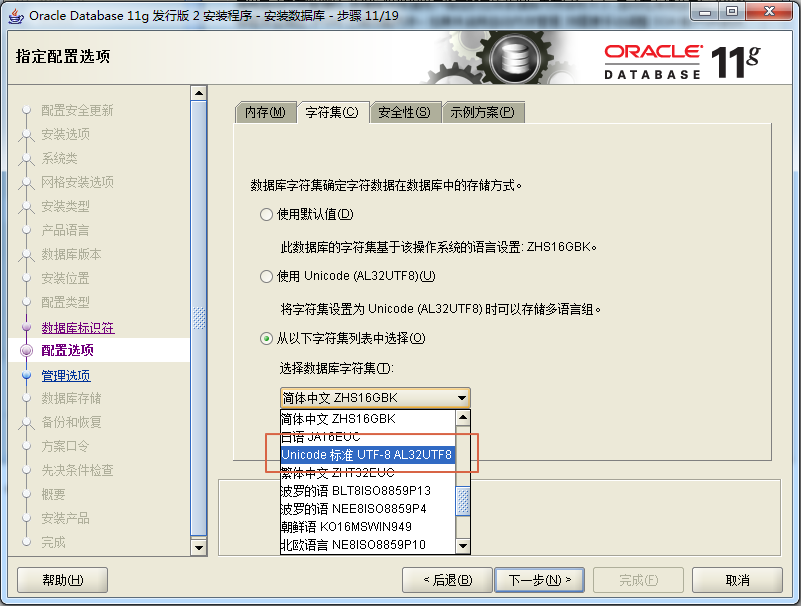 Oracle Database 11g 发行版 2 安装程序 - 安装数据库 - 步骤 11/19
指定配置选项
ORACLE
DATABASE
11g
配置安全更新
安装选项
系统类
网格安装选项
安装类型
产品语言
数据库版本
安装位置
配置类型
数据库标识符
配置选项
管理选项
数据库存储
备份和恢复
方案口令
先决条件检查
概要
安装产品
完成
内存(M) 字符集(C) 安全性(S) 示例方案(P)
数据库字符集确定字符数据在数据库中的存储方式。
使用默认值(D)
此数据库的字符集基于该操作系统的语言设置: ZHS16GBK。
使用 Unicode (AL32UTF8)(U)
将字符集设置为 Unicode (AL32UTF8) 时可以存储多语言组。
从以下字符集列表中选择(O)
选择数据库字符集(T):
简体中文 ZHS16GBK
简体中文 ZHS16GBK
日语 JA16EUC
Unicode 标准 UTF-8 AL32UTF8
繁体中文 ZHT32EUC
波罗的语 BLT8ISO8859P13
波罗的语 NEE8ISO8859P4
朝鲜语 KO16MSWIN949
北欧语言 NE8ISO8859P10
帮助(H) < 后退(B) 下一步(N) > 完成(F) 取消